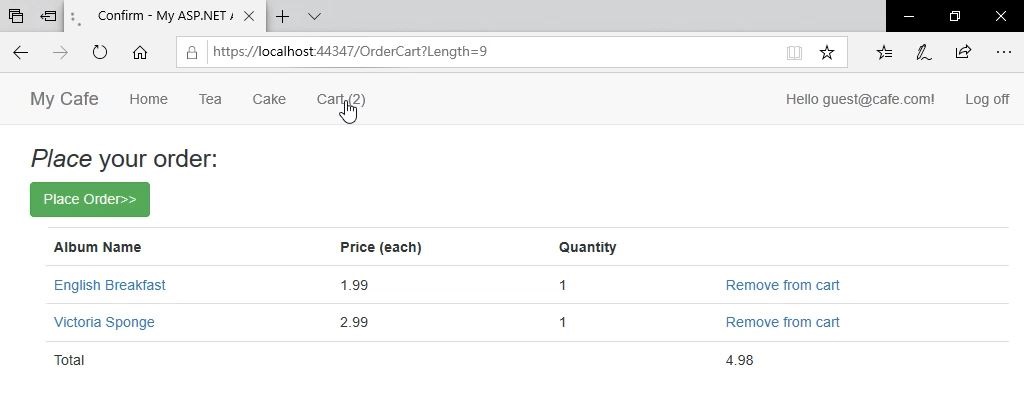 Confirm - My ASP.NET A
https://localhost:44347/OrderCart?Length=9
My Cafe Home Tea Cake Cart (2) Hello guest@cafe.com! Log off
Place your order:
Place Order>>
Album Name Price (each) Quantity
English Breakfast 1.99 1 Remove from cart
Victoria Sponge 2.99 1 Remove from cart
Total 4.98